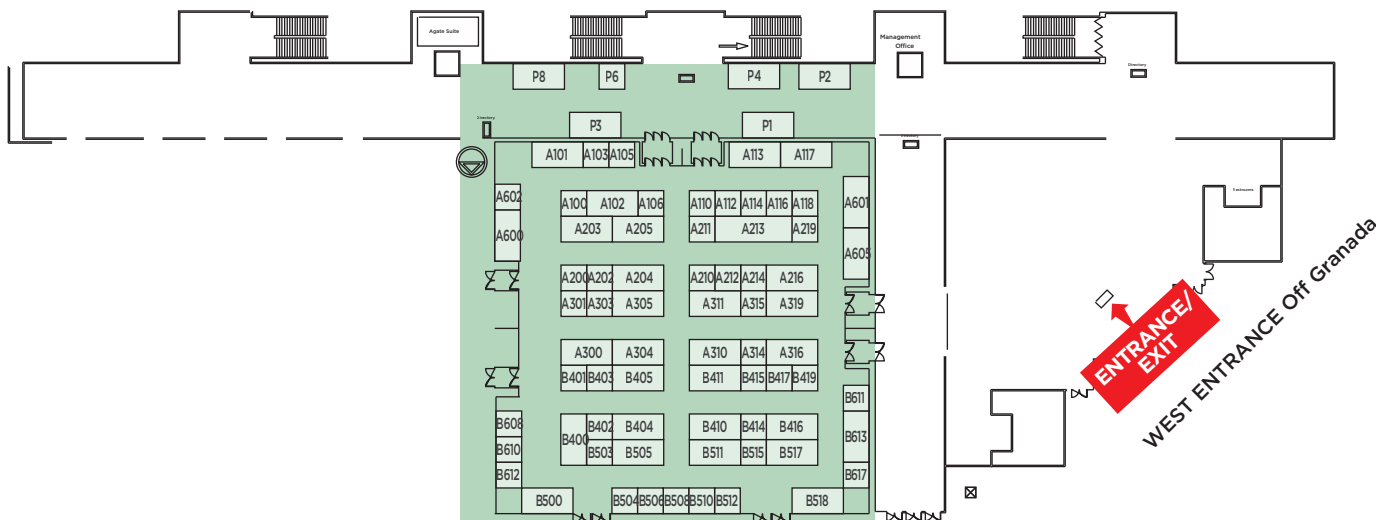 Agate Suite
Management
Office
P8
P6
P4
P2
Directory
Directory
P3
P1
A101
A103
A105
A113
A117
A602
A600
A100
A102
A106
A110
A112
A114
A116
A118
A601
A203
A205
A211
A213
A219
A605
A200
A202
A204
A210
A212
A214
A216
A301
A303
A305
A311
A315
A319
A300
A304
A310
A314
A316
B401
B403
B405
B411
B415
B417
B419
B611
B608
B400
B402
B404
B410
B414
B416
B613
B610
B503
B505
B511
B515
B517
B612
B617
B500
B504
B506
B508
B510
B512
B518
Restrooms
ENTRANCE/
EXIT
WEST ENTRANCE Off Granada